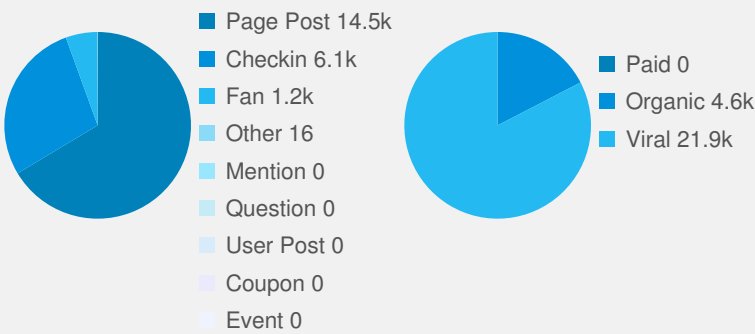 Page Post 14.5k
Checkin 6.1k
Fan 1.2k
Other 16
Mention 0
Question 0
User Post 0
Coupon 0
Event 0
Paid 0
Organic 4.6k
Viral 21.9k